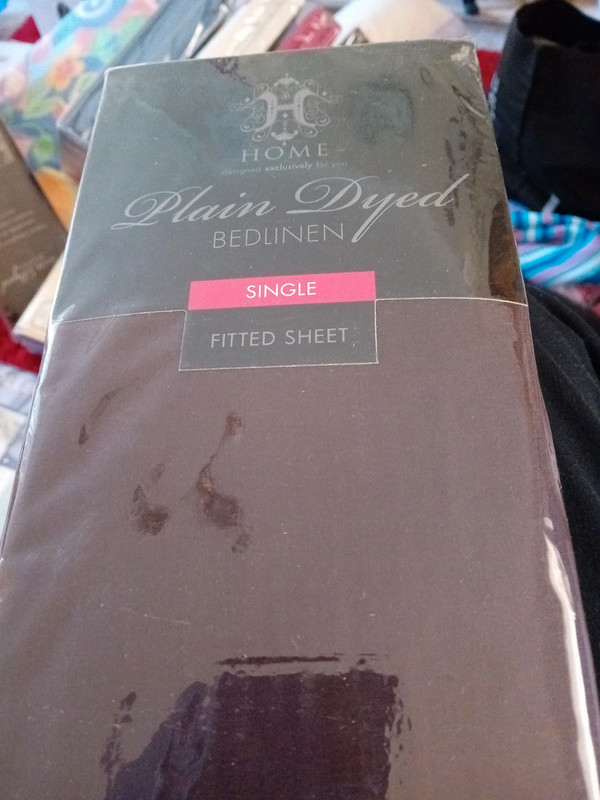 H
HOME
designed exclusively for you
Plain Dyed
BEDLINEN
SINGLE
FITTED SHEET